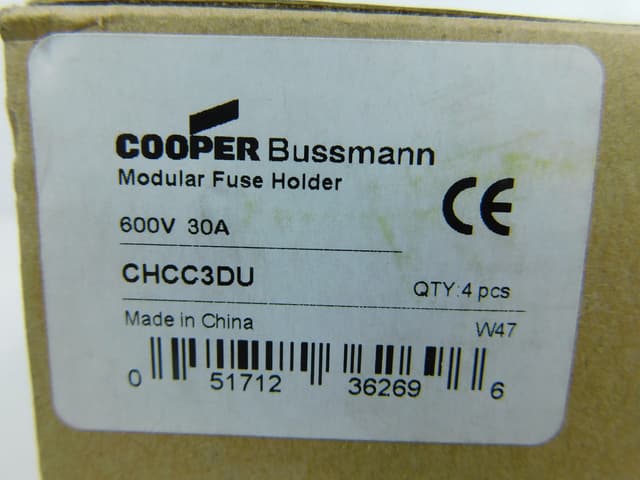 COOPER Bussmann
Modular Fuse Holder
CE
600V 30A
CHCC3DU
QTY:4 pcs
Made in China
W47
0 51712 36269 6